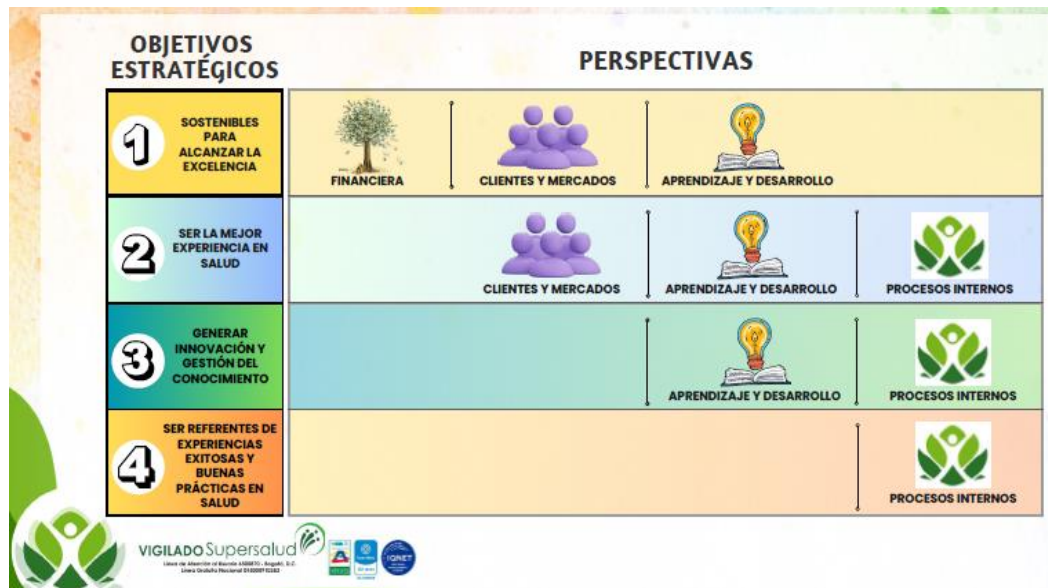 OBJETIVOS
ESTRATÉGICOS
PERSPECTIVAS
1
SOSTENIBLES
PARA
ALCANZAR LA
EXCELENCIA
FINANCIERA
CLIENTES Y MERCADOS
APRENDIZAJE Y DESARROLLO
2
SER LA MEJOR
EXPERIENCIA EN
SALUD
CLIENTES Y MERCADOS
APRENDIZAJE Y DESARROLLO
PROCESOS INTERNOS
3
GENERAR
INNOVACIÓN Y
GESTIÓN DEL
CONOCIMIENTO
APRENDIZAJE Y DESARROLLO
PROCESOS INTERNOS
4
SER REFERENTES DE
EXPERIENCIAS
EXITOSAS Y
BUENAS
PRÁCTICAS EN
SALUD
PROCESOS INTERNOS
VIGILADO Supersalud
IQNET